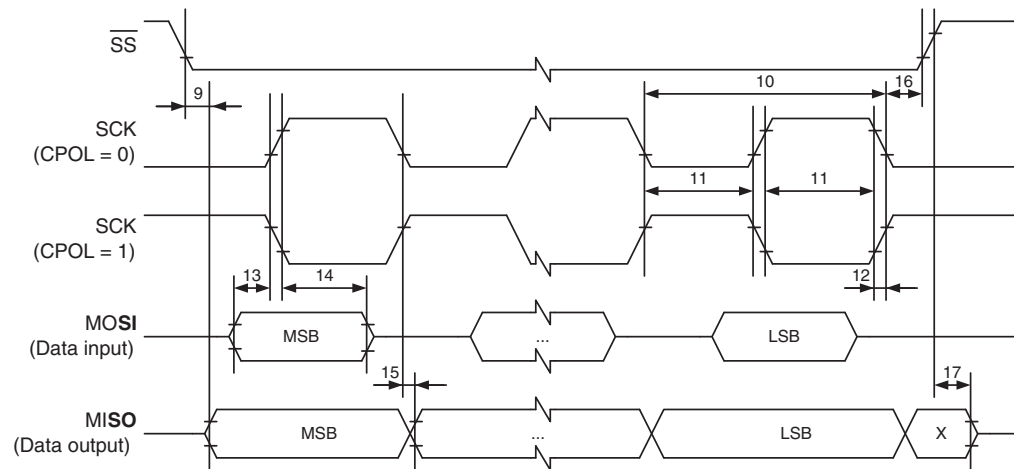 SS
9
10
16
SCK
(CPOL = 0)
11
11
SCK
(CPOL = 1)
13
14
12
MOSI
(Data input)
MSB
...
LSB
15
17
MISO
(Data output)
MSB
...
LSB
X